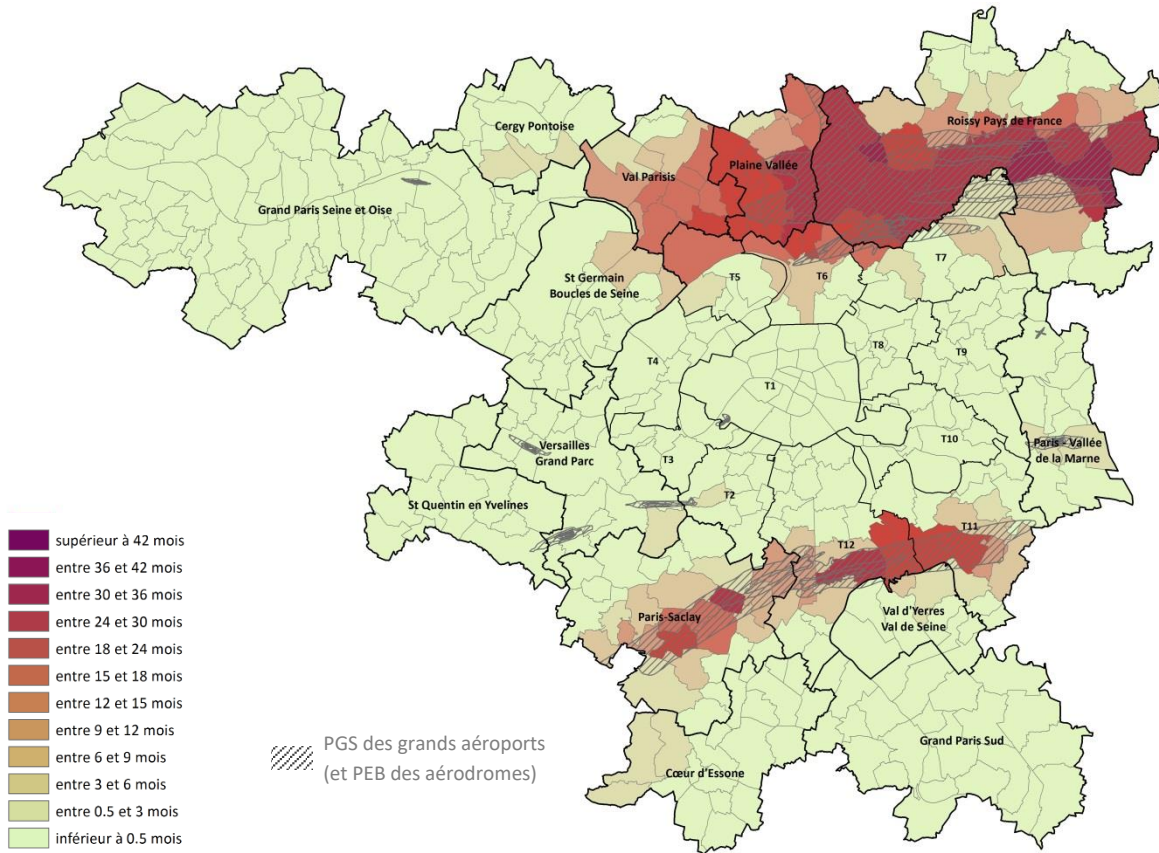 Cergy Pontoise
Roissy Pays de France
Plaine Vallée
Val Parisis
Grand Paris Seine et Oise
T7
St Germain
Boucles de Seine
T5
T6
T4
T8
T9
T1
Versailles
Grand Parc
T10
Paris - Vallée
de la Marne
T3
T2
St Quentin en Yvelines
T11
T12
Paris-Saclay
Val d'Yerres
Val de Seine
Grand Paris Sud
Cœur d'Essone
supérieur à 42 mois
entre 36 et 42 mois
entre 30 et 36 mois
entre 24 et 30 mois
entre 18 et 24 mois
entre 15 et 18 mois
entre 12 et 15 mois
entre 9 et 12 mois
entre 6 et 9 mois
entre 3 et 6 mois
entre 0.5 et 3 mois
inférieur à 0.5 mois
PGS des grands aéroports
(et PEB des aérodromes)